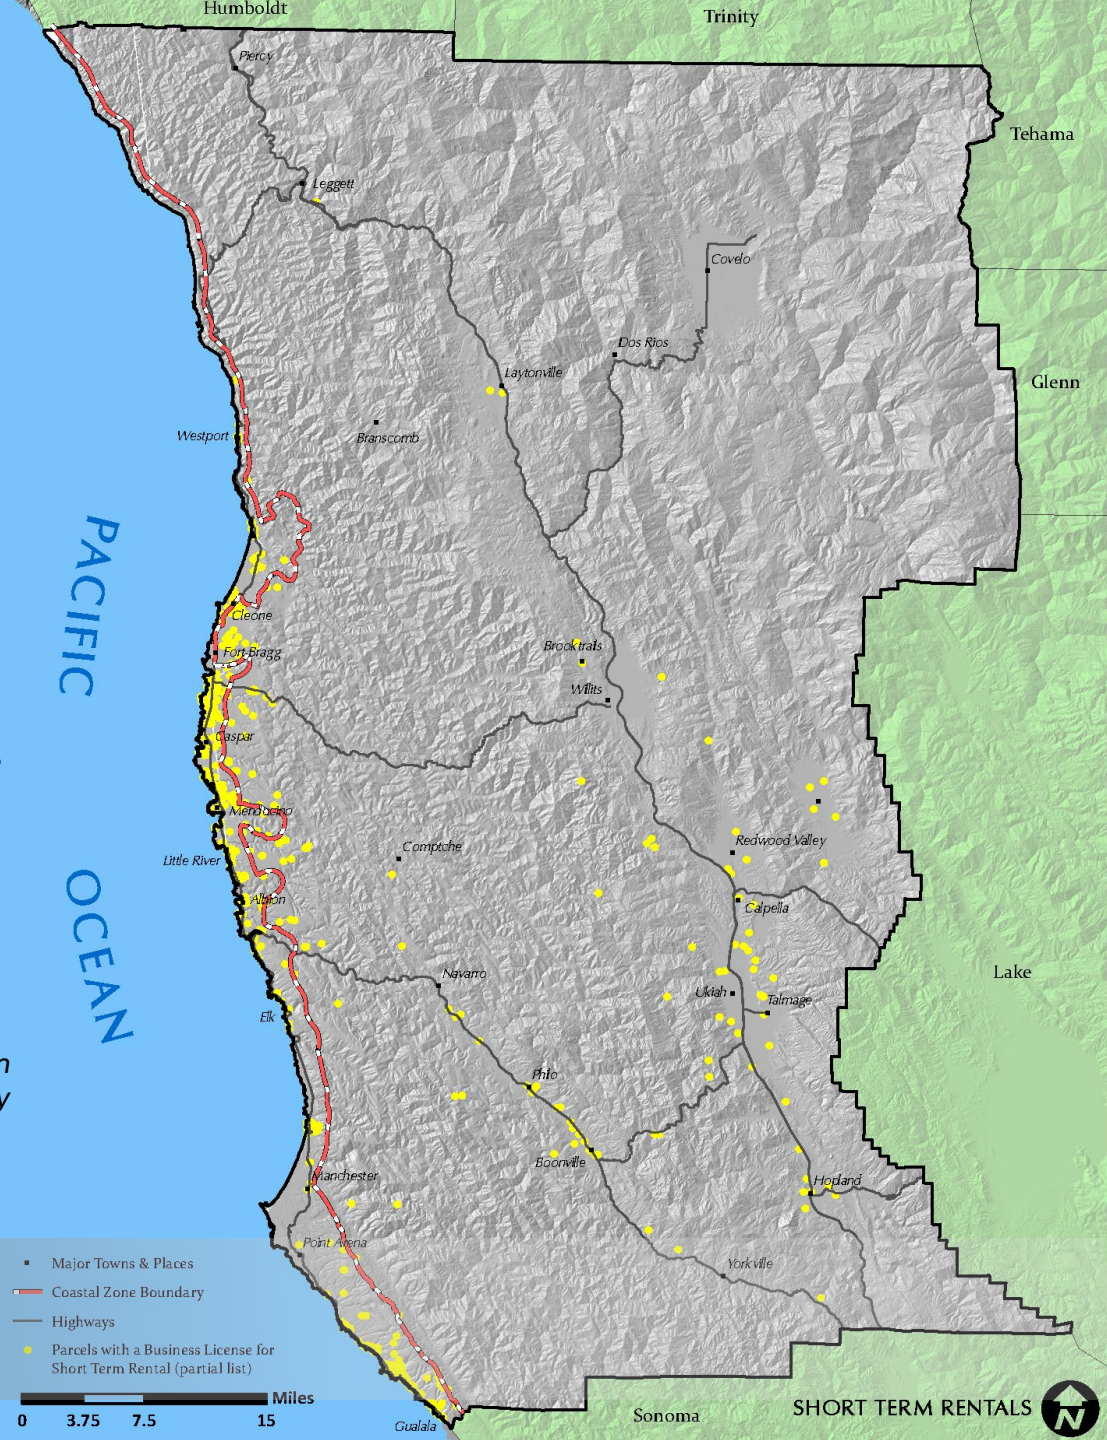 Humboldt
Trinity
Piercy
Tehama
Leggett
Covelo
Dos Rios
Laytonville
Glenn
Westport
Branscomb
PACIFIC
Cleone
Fort Bragg
Brooktrails
Willits
Caspar
Mendocino
Redwood Valley
Comptche
Little River
OCEAN
Albion
Calpella
Navarro
Lake
Ukiah
Talmage
Elk
n
y
Philo
Boonville
Manchester
Hopland
Point Arena
Yorkville
Major Towns & Places
Coastal Zone Boundary
Highways
Parcels with a Business License for
Short Term Rental (partial list)
Miles
0 3.75 7.5 15
Gualala
Sonoma
SHORT TERM RENTALS
N